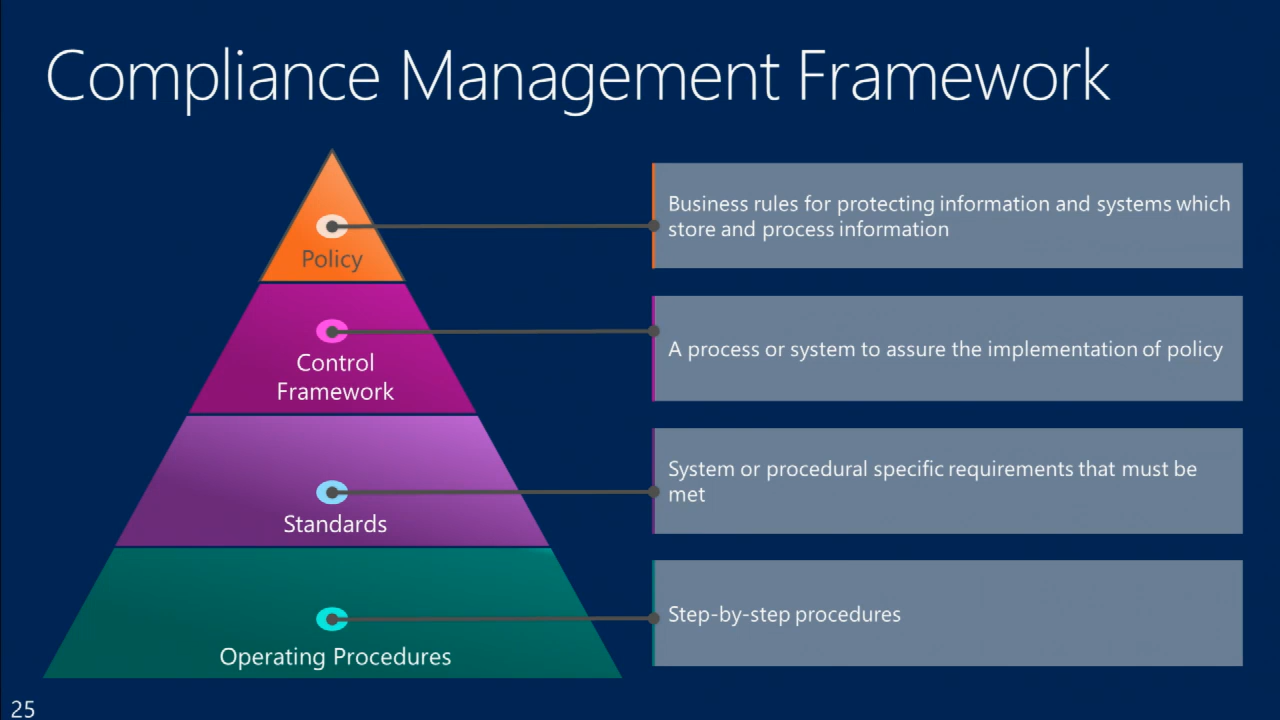 Compliance Management Framework
Policy
Business rules for protecting information and systems which
store and process information
Control
Framework
A process or system to assure the implementation of policy
Standards
System or procedural specific requirements that must be
met
Operating Procedures
Step-by-step procedures
25